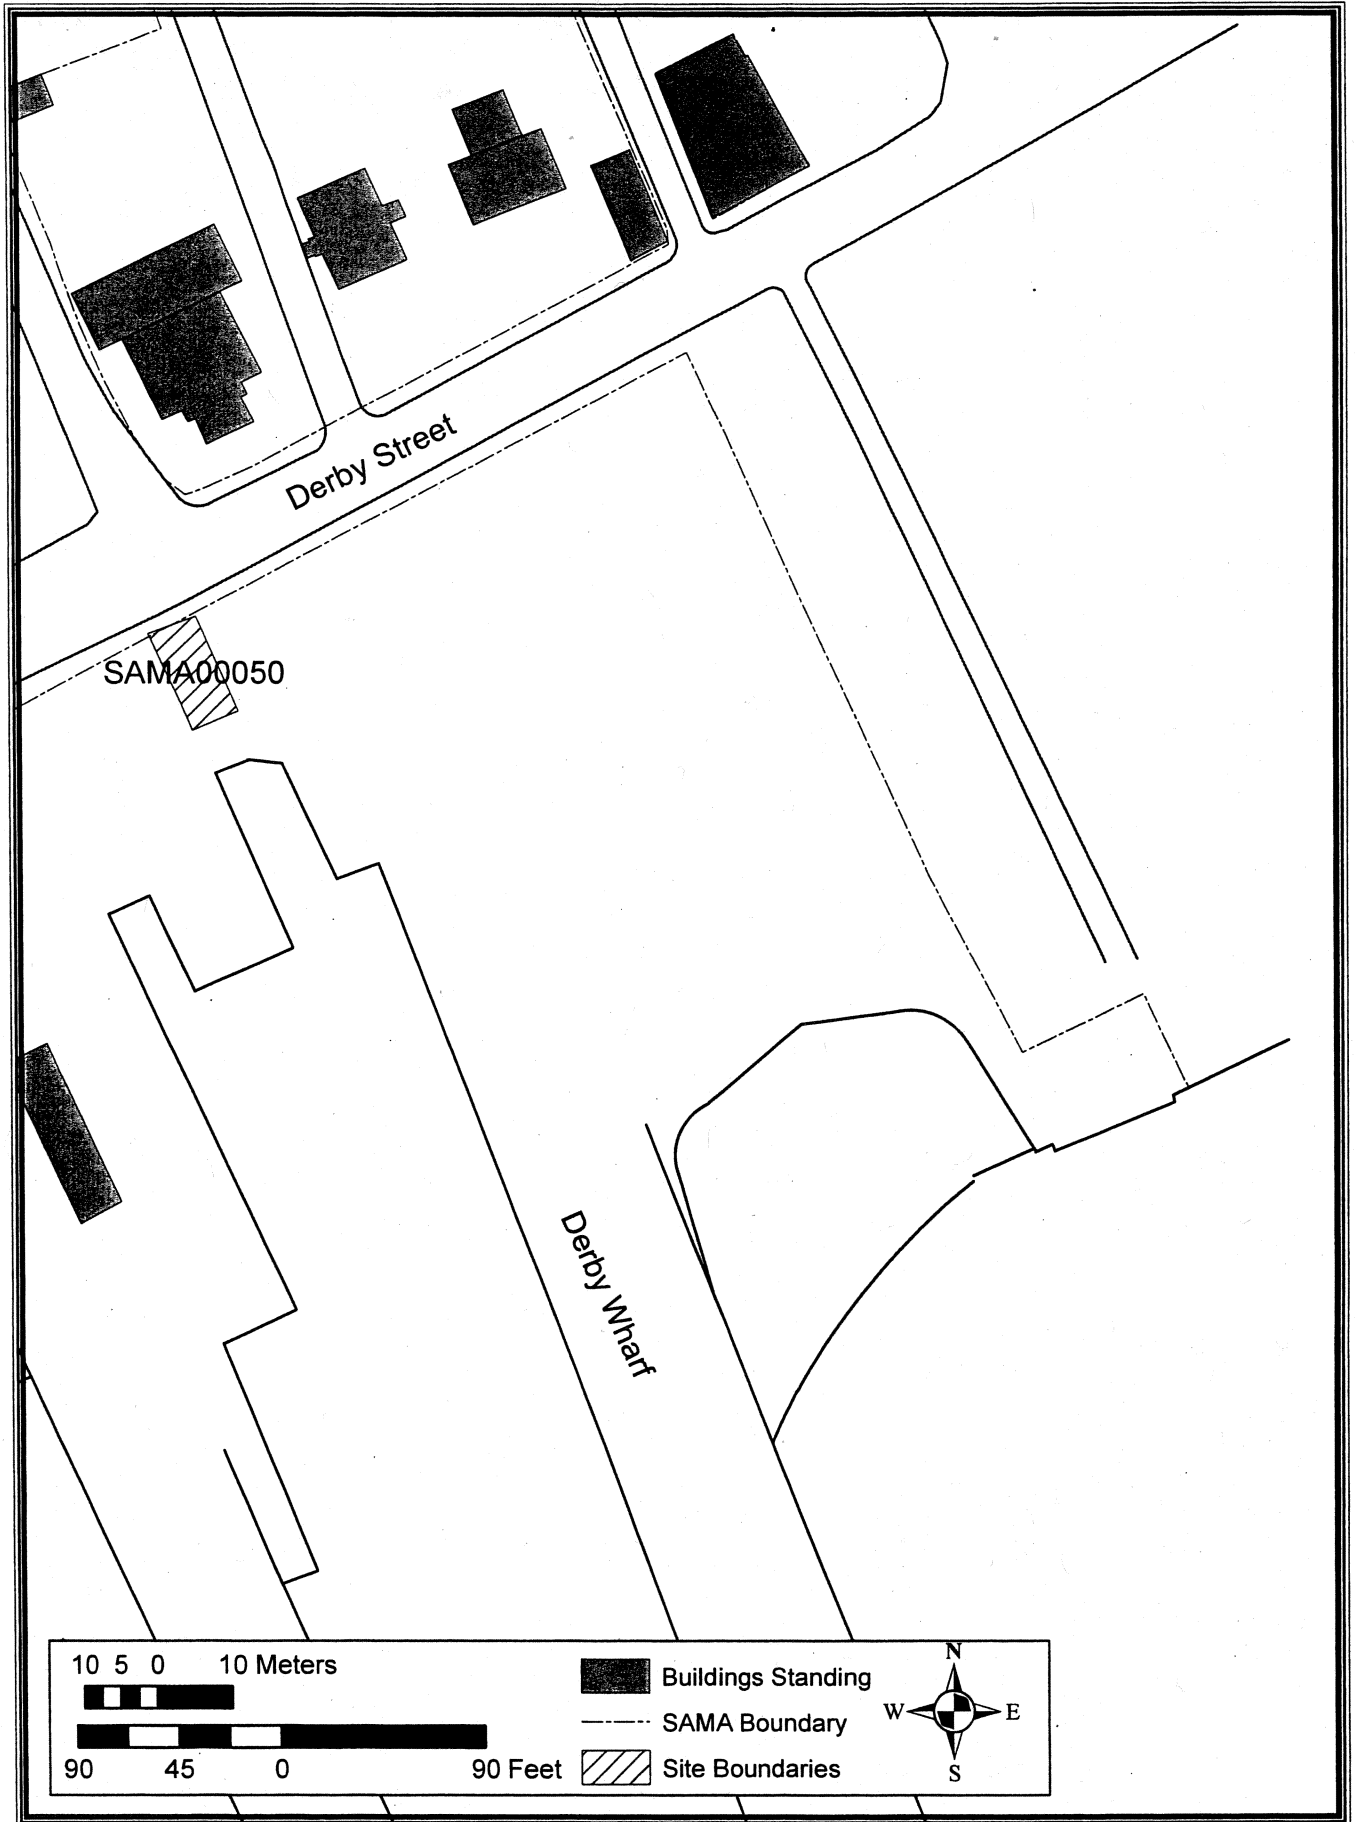 Derby Street
SAMA00050
Derby Wharf
10 5 0 10 Meters
90 45 0 90 Feet
Buildings Standing
SAMA Boundary
Site Boundaries
N
W E
S